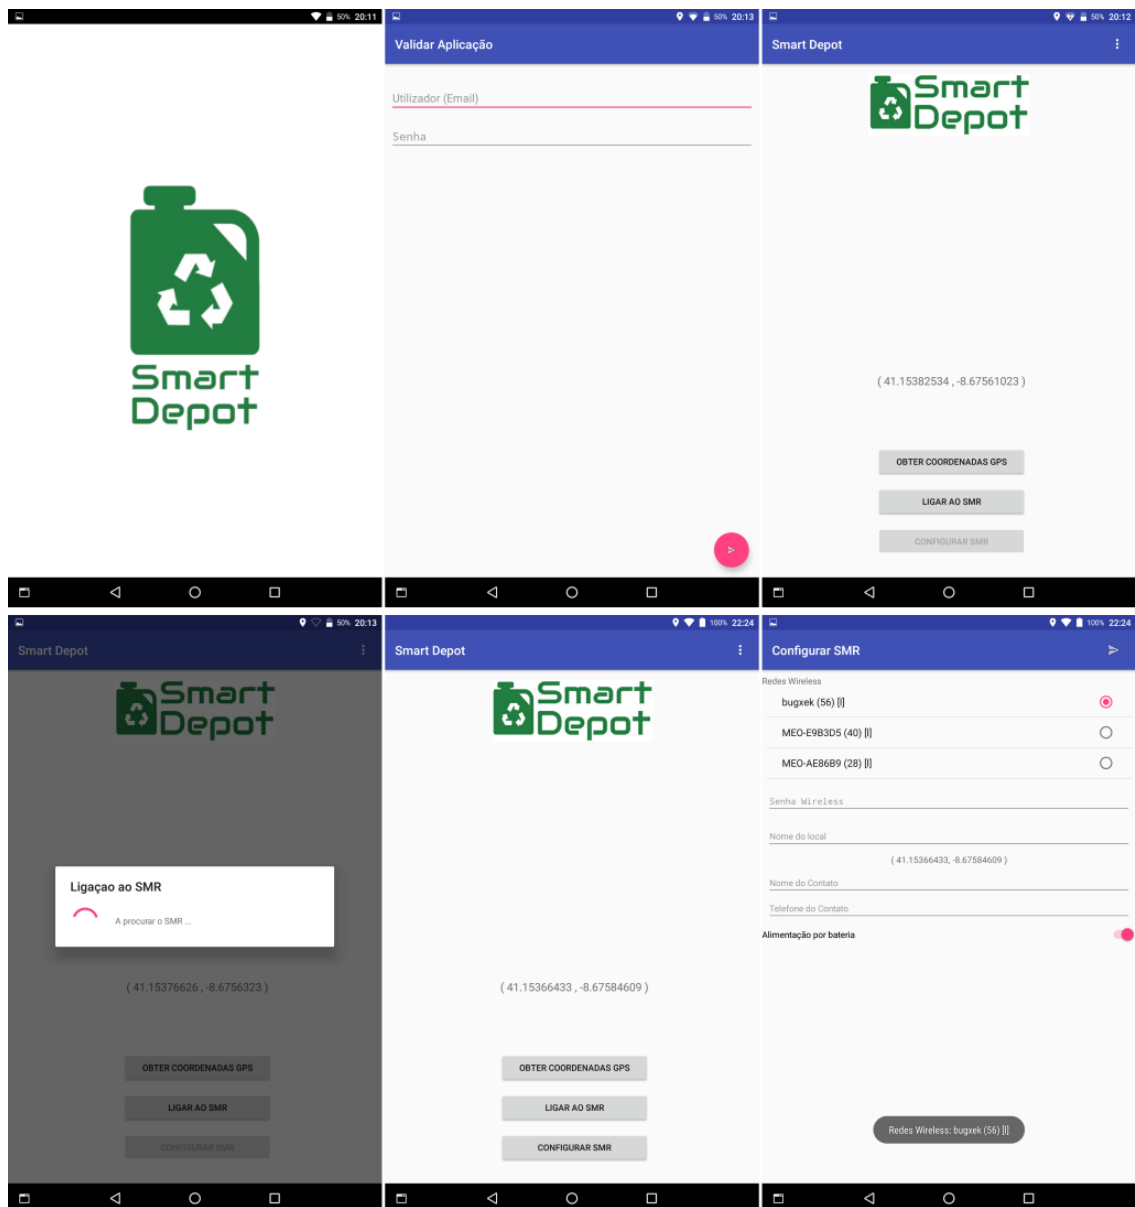 50% 20:11
Smart
Depot
50% 20:13
Validar Aplicação
Utilizador (Email)
Senha
50% 20:12
Smart Depot
Smart
Depot
( 41.15382534 , -8.67561023 )
OBTER COORDENADAS GPS
LIGAR AO SMR
CONFIGURAR SMR
50% 20:13
Smart Depot
Smart
Depot
Ligaçao ao SMR
A procurar o SMR ...
( 41.15376626 , -8.6756323 )
OBTER COORDENADAS GPS
LIGAR AO SMR
CONFIGURAR SMR
100% 22:24
Smart Depot
Smart
Depot
( 41.15366433 , -8.67584609 )
OBTER COORDENADAS GPS
LIGAR AO SMR
CONFIGURAR SMR
100% 22:24
Configurar SMR
Redes Wireless
bugxek (56) [l]
MEO-E9B3D5 (40) [l]
MEO-AE86B9 (28) [l]
Senha Wireless
Nome do local
( 41.15366433, -8.67584609 )
Nome do Contato
Telefone do Contato
Alimentação por bateria
Redes Wireless: bugxek (56) [l]